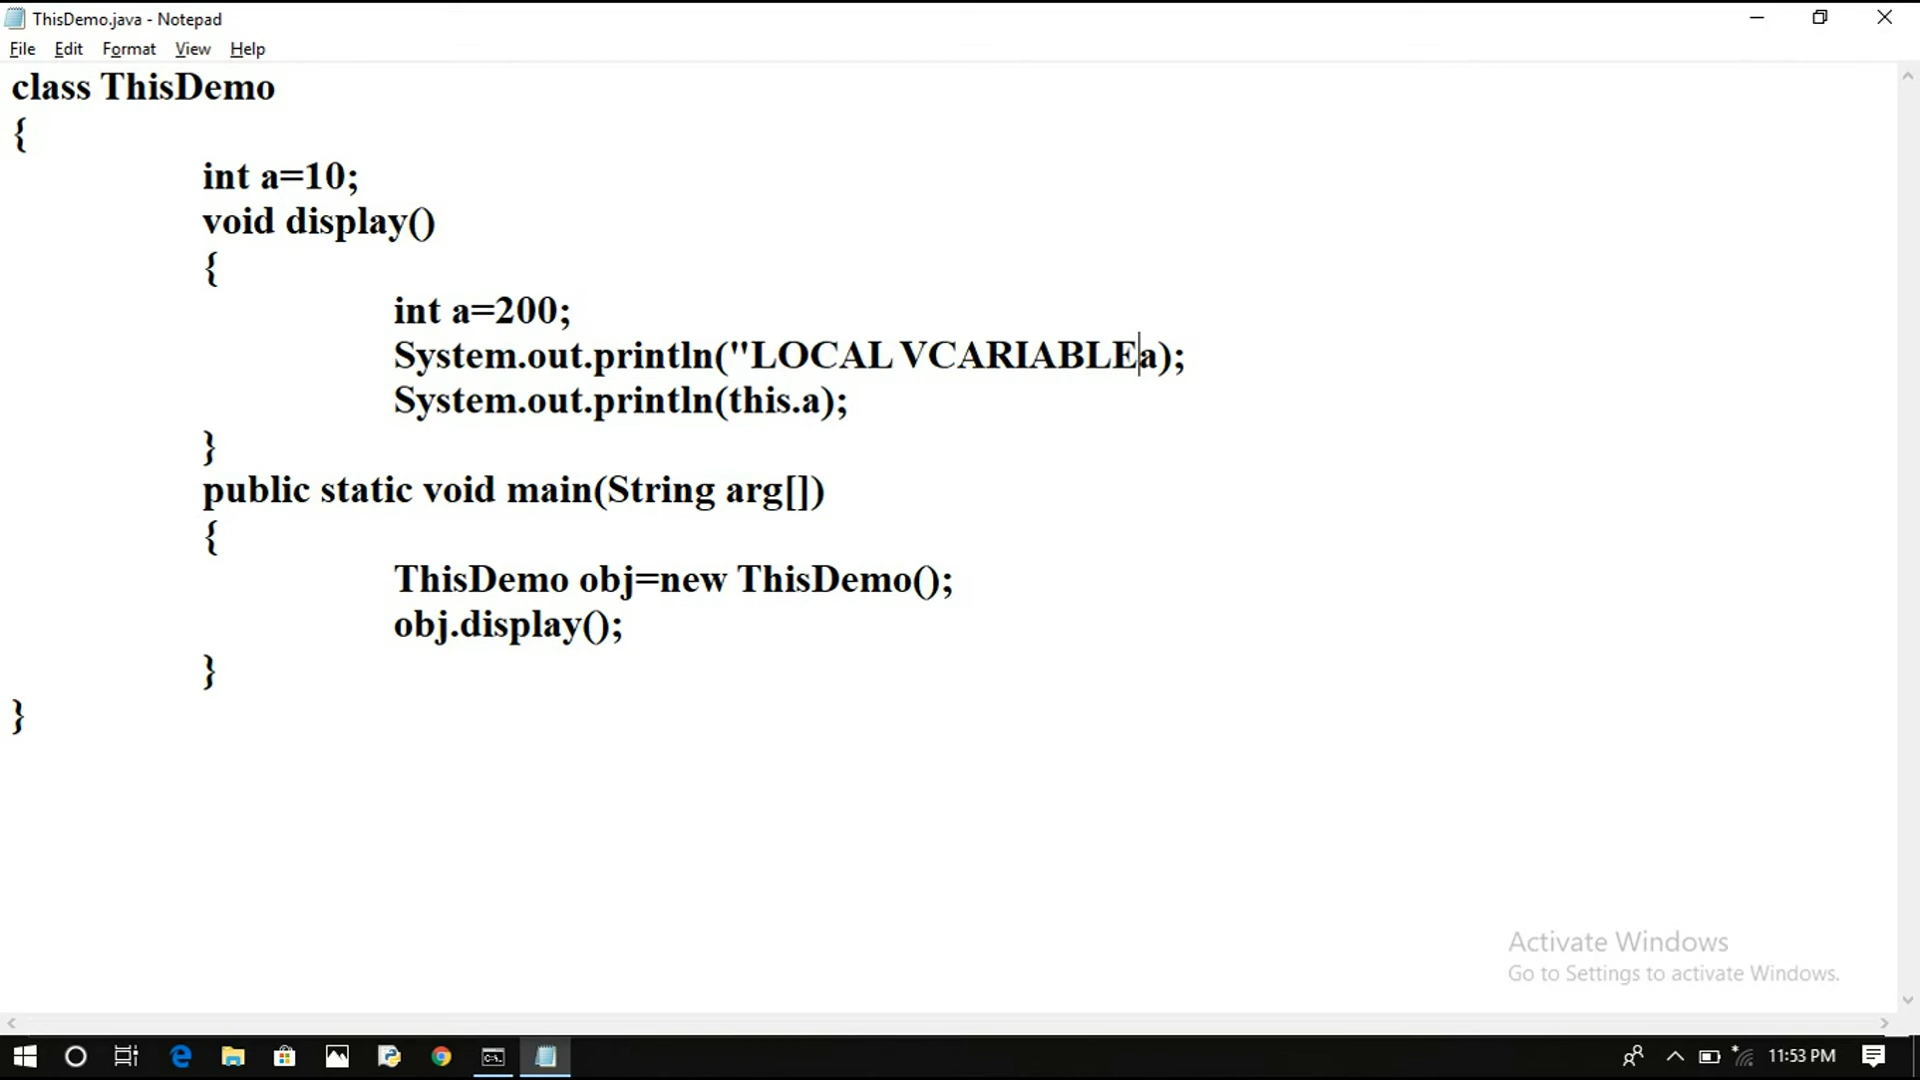 ThisDemo.java - Notepad
File Edit Format View Help
class ThisDemo
{
int a=10;
void display()
{
int a=200;
System.out.println("LOCAL VCARIABLEa);
System.out.println(this.a);
}
public static void main(String arg[])
{
ThisDemo obj=new ThisDemo();
obj.display();
}
}
Activate Windows
Go to Settings to activate Windows.
11:53 PM